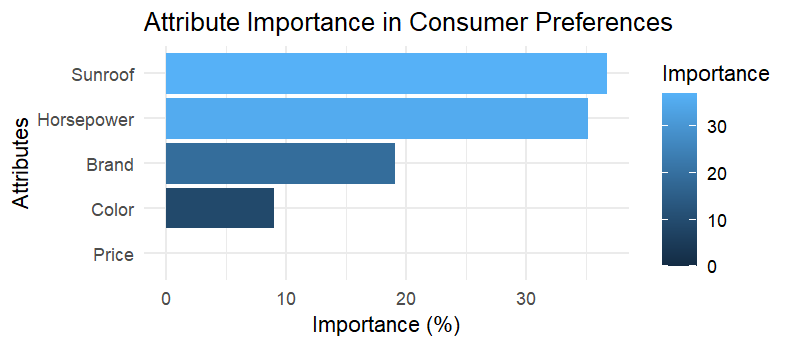 Attribute Importance in Consumer Preferences
Attributes
Sunroof
Horsepower
Brand
Color
Price
0 10 20 30
Importance (%)
Importance
30
20
10
0